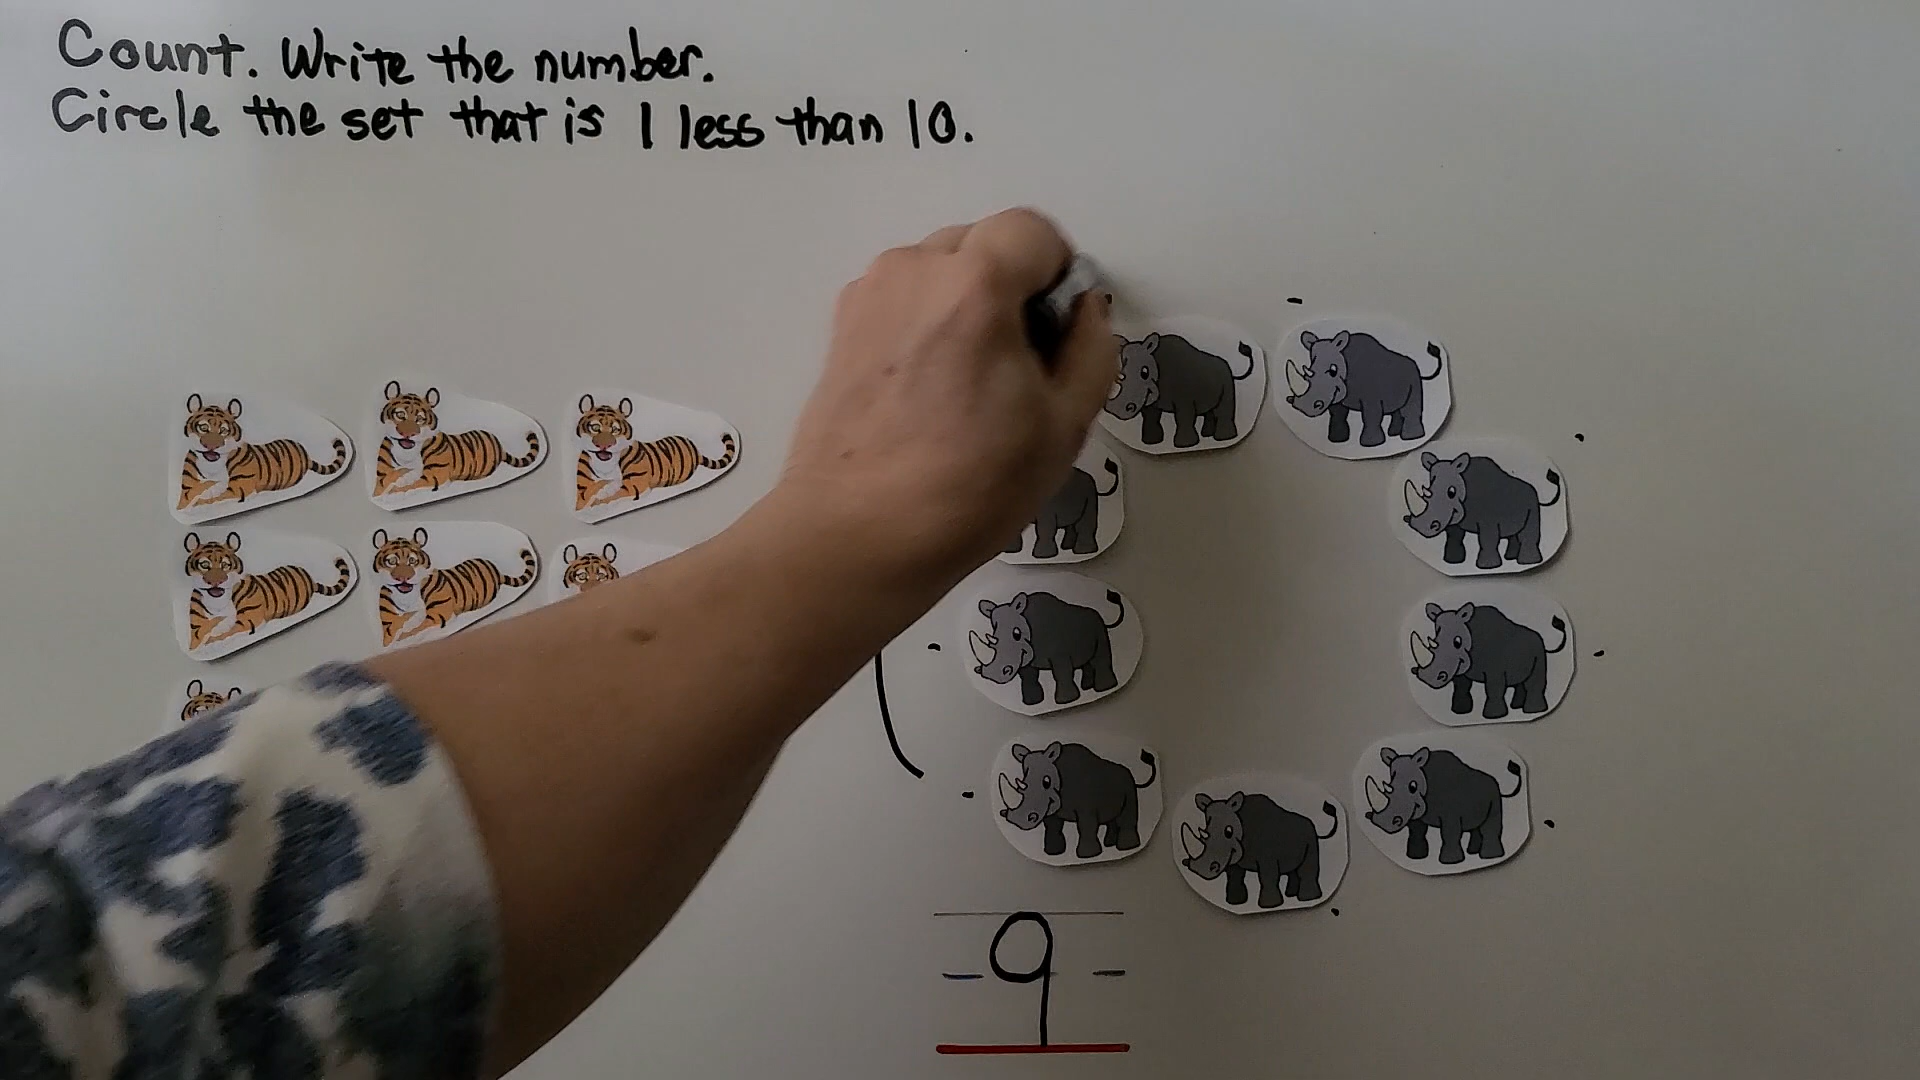 Count. Write the number.
Circle the set that is 1 less than 10.
9